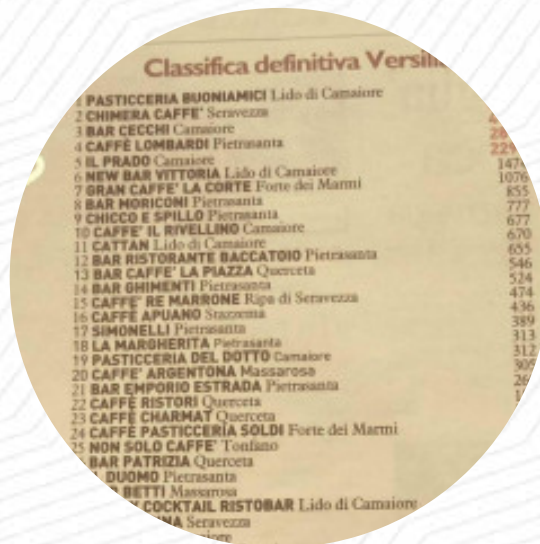 Classifica definitiva
1 PASTICCERIA BUONIAMICI Lido di Camaiore
2 CHIMERA CAFFE' Seravezza
3 BAR CECCHI Camaiore
4 CAFFÈ LOMBARDI Pietrasanta
5 IL PRADO Camaiore
6 NEW BAR VITTORIA Lido di Camaiore
7 GRAN CAFFE' LA CORTE Forte dei Marmi
8 BAR MORICONI Pietrasanta
9 CHICCO E SPILLO Pietrasanta
10 CAFFE' IL RIVELLINO Camaiore
11 CATTAN Lido di Camaiore
12 BAR RISTORANTE BACCATOIO Pietrasanta
13 BAR CAFFE' LA PIAZZA Querceta
14 BAR GHIMENTI Pietrasanta
15 CAFFE' RE MARRONE Ripa di Seravezza
16 CAFFÈ APUANO Stazzema
17 SIMONELLI Pietrasanta
18 LA MARGHERITA Pietrasanta
19 PASTICCERIA DEL DOTTO Camaiore
20 CAFFE' ARGENTONA Massarosa
21 BAR EMPORIO ESTRADA Pietrasanta
22 CAFFÈ RISTORI Querceta
23 CAFFÈ CHARMAT Querceta
24 CAFFÈ PASTICCERÍA SOLDI Forte dei Marmi
25 NON SOLO CAFFE' Tonfano
BAR PATRIZIA Querceta
DUOMO Pietrasanta
BETTI Massarosa
COCKTAIL RISTOBAR Lido di Camaiore
Seravezza
1076
855
777
677
670
655
546
524
474
436
389
313
312